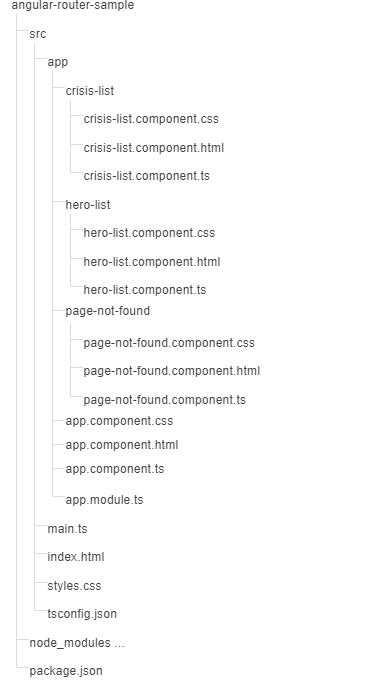 angular-router-sample
src
app
crisis-list
crisis-list.component.css
crisis-list.component.html
crisis-list.component.ts
hero-list
hero-list.component.css
hero-list.component.html
hero-list.component.ts
page-not-found
page-not-found.component.css
page-not-found.component.html
page-not-found.component.ts
app.component.css
app.component.html
app.component.ts
app.module.ts
main.ts
index.html
styles.css
tsconfig.json
node_modules ...
package.json